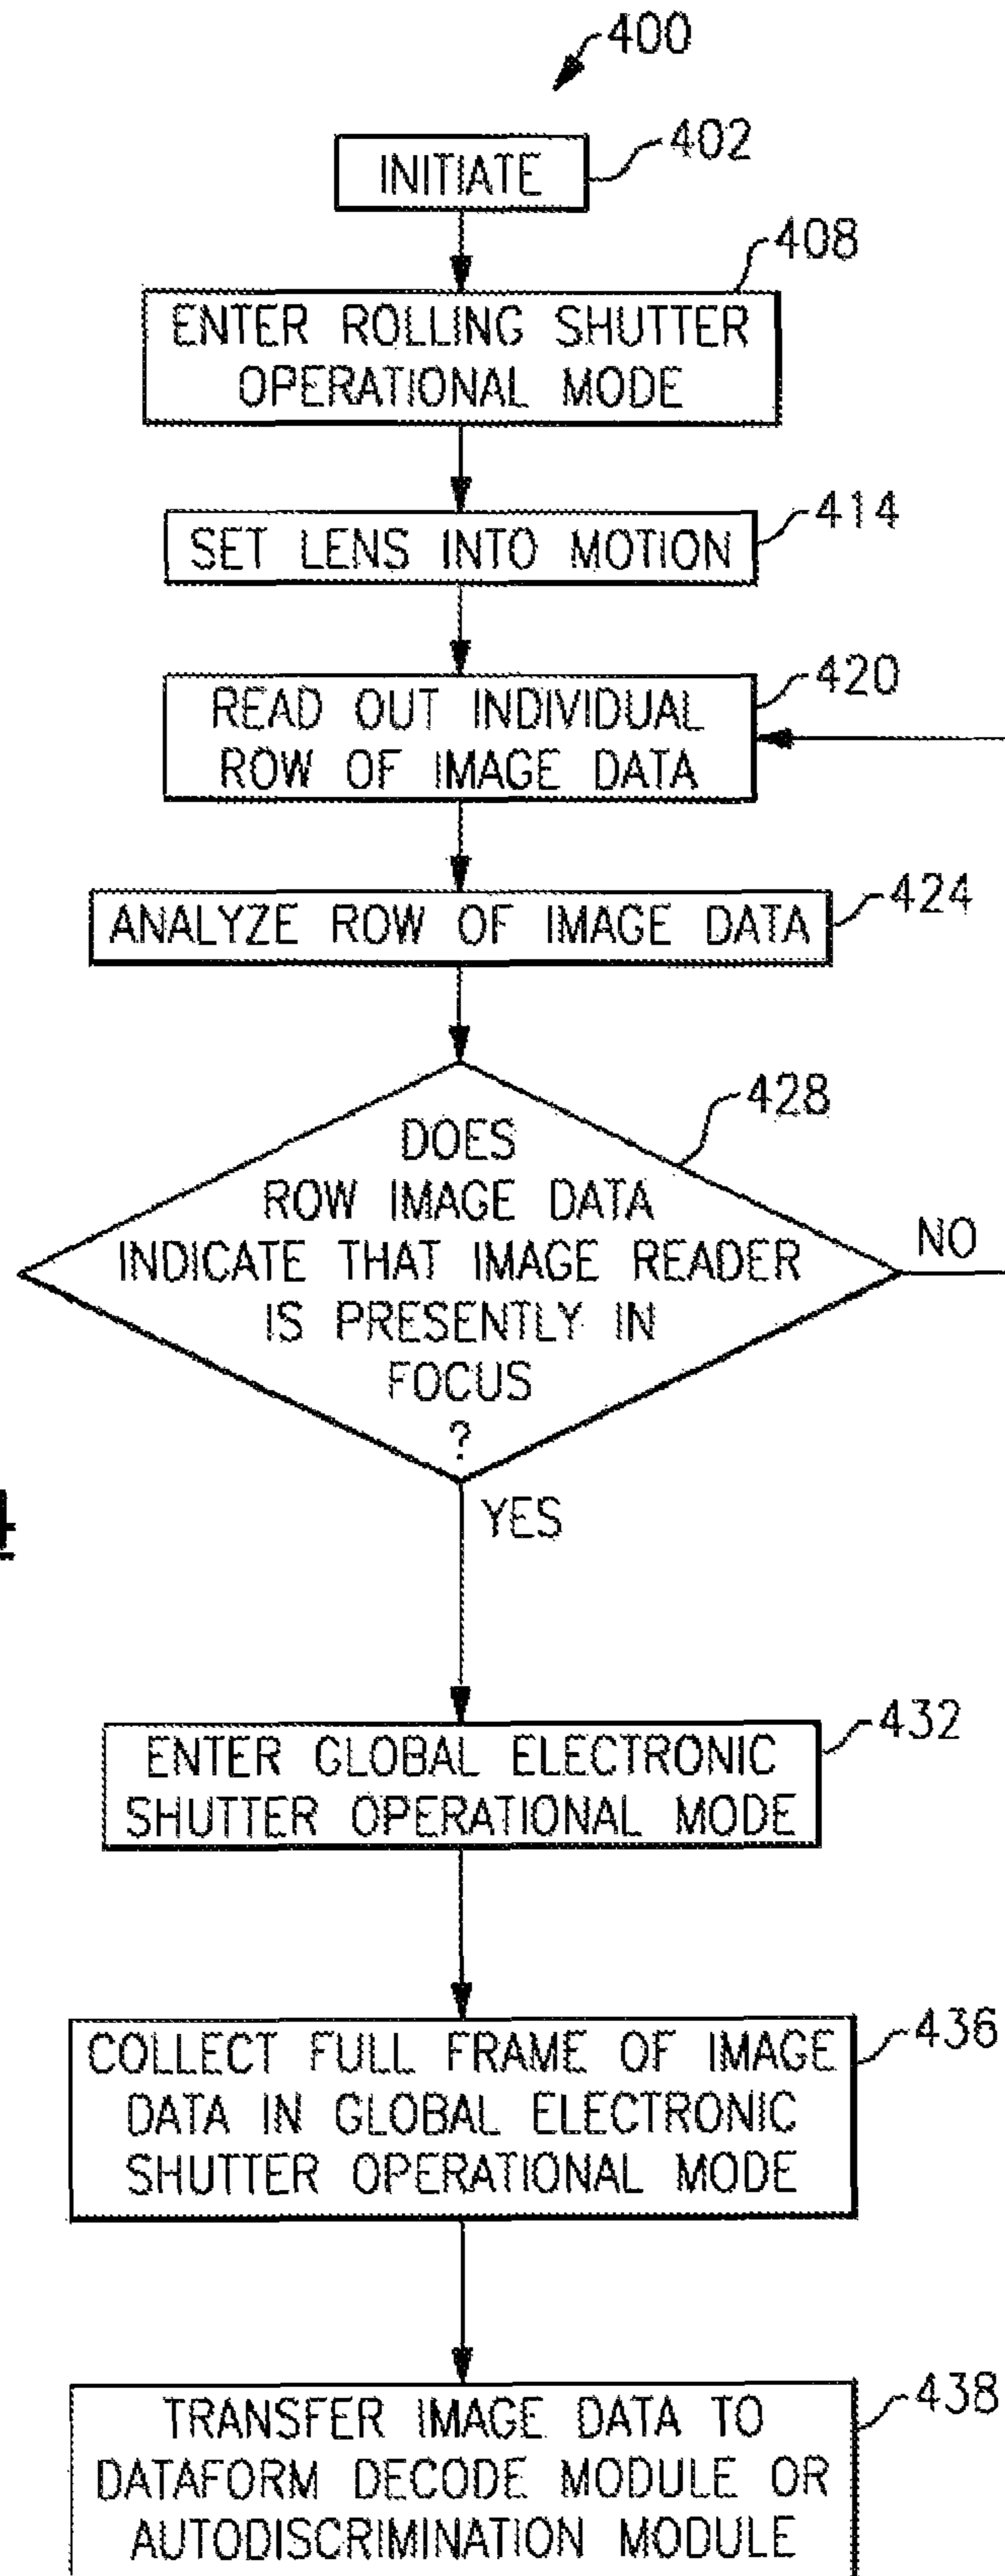 400
402
INITIATE
408
ENTER ROLLING SHUTTER
OPERATIONAL MODE
414
SET LENS INTO MOTION
420
READ OUT INDIVIDUAL
ROW OF IMAGE DATA
424
ANALYZE ROW OF IMAGE DATA
428
DOES
ROW IMAGE DATA
INDICATE THAT IMAGE READER
IS PRESENTLY IN
FOCUS
?
NO
YES
432
ENTER GLOBAL ELECTRONIC
SHUTTER OPERATIONAL MODE
436
COLLECT FULL FRAME OF IMAGE
DATA IN GLOBAL ELECTRONIC
SHUTTER OPERATIONAL MODE
438
TRANSFER IMAGE DATA TO
DATAFORM DECODE MODULE OR
AUTODISCRIMINATION MODULE